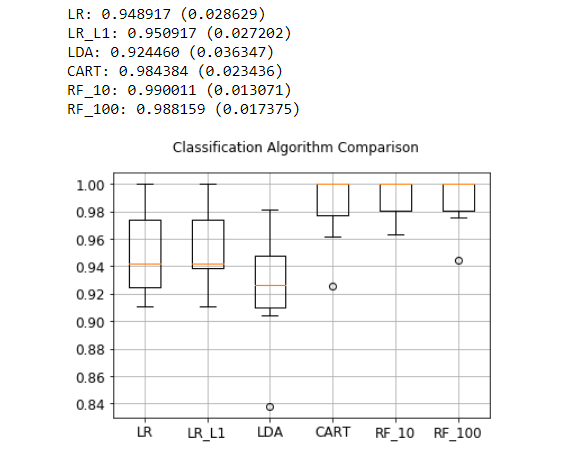 LR: 0.948917 (0.028629)
LR_L1: 0.950917 (0.027202)
LDA: 0.924460 (0.036347)
CART: 0.984384 (0.023436)
RF_10: 0.990011 (0.013071)
RF_100: 0.988159 (0.017375)
Classification Algorithm Comparison
1.00
0.98
0.96
0.94
0.92
0.90
0.88
0.86
0.84
LR LR_L1 LDA CART RF_10 RF_100